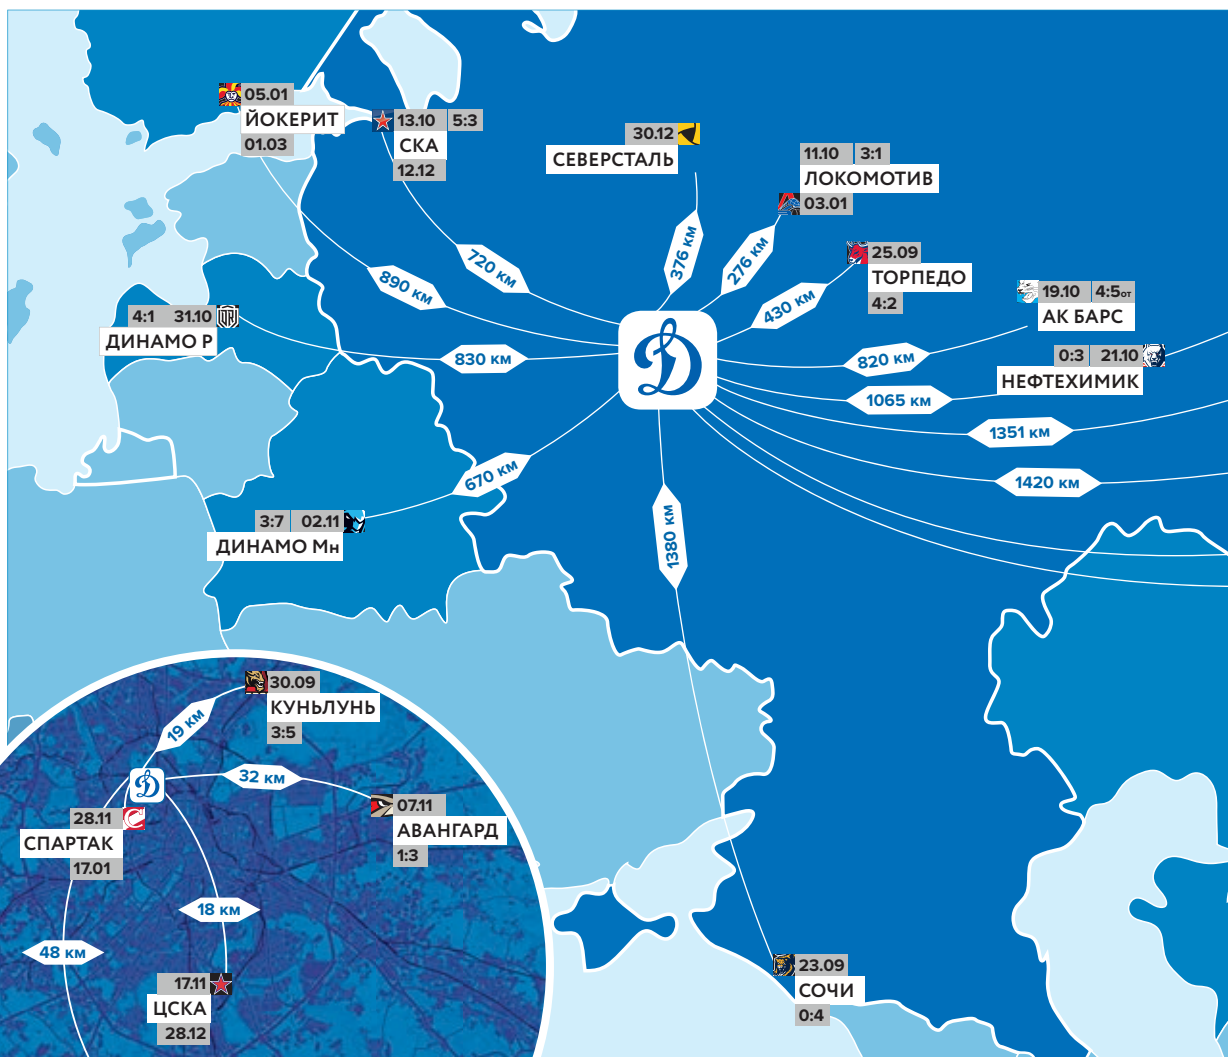 05.01
ЙОКЕРИТ
01.03
13.10 5:3
СКА
12.12
30.12
СЕВЕРСТАЛЬ
11.10 3:1
ЛОКОМОТИВ
03.01
25.09
ТОРПЕДО
4:2
19.10 4:5от
АК БАРС
0:3 21.10
НЕФТЕХИМИК
4:1 31.10
ДИНАМО Р
3:7 02.11
ДИНАМО Мн
890 км
720 км
376 км
276 км
430 км
830 км
820 км
1065 км
1351 км
1420 км
670 км
1380 км
Д
30.09
КУНЬЛУНЬ
3:5
19 км
Д
32 км
07.11
АВАНГАРД
1:3
28.11
СПАРТАК
17.01
18 км
48 км
17.11
ЦСКА
28.12
23.09
СОЧИ
0:4